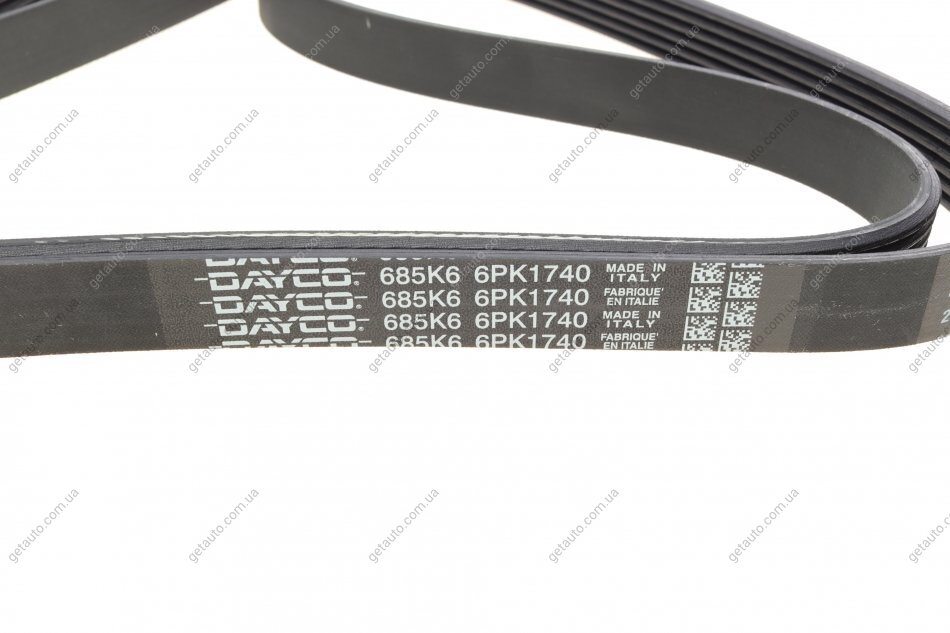 DAYCO® 685K6 6PK1740 MADE IN ITALY
DAYCO® 685K6 6PK1740 FABRIQUE' EN ITALIE
DAYCO® 685K6 6PK1740 MADE IN ITALY
DAYCO® 685K6 6PK1740 FABRIQUE' EN ITALIE
getauto.com.ua